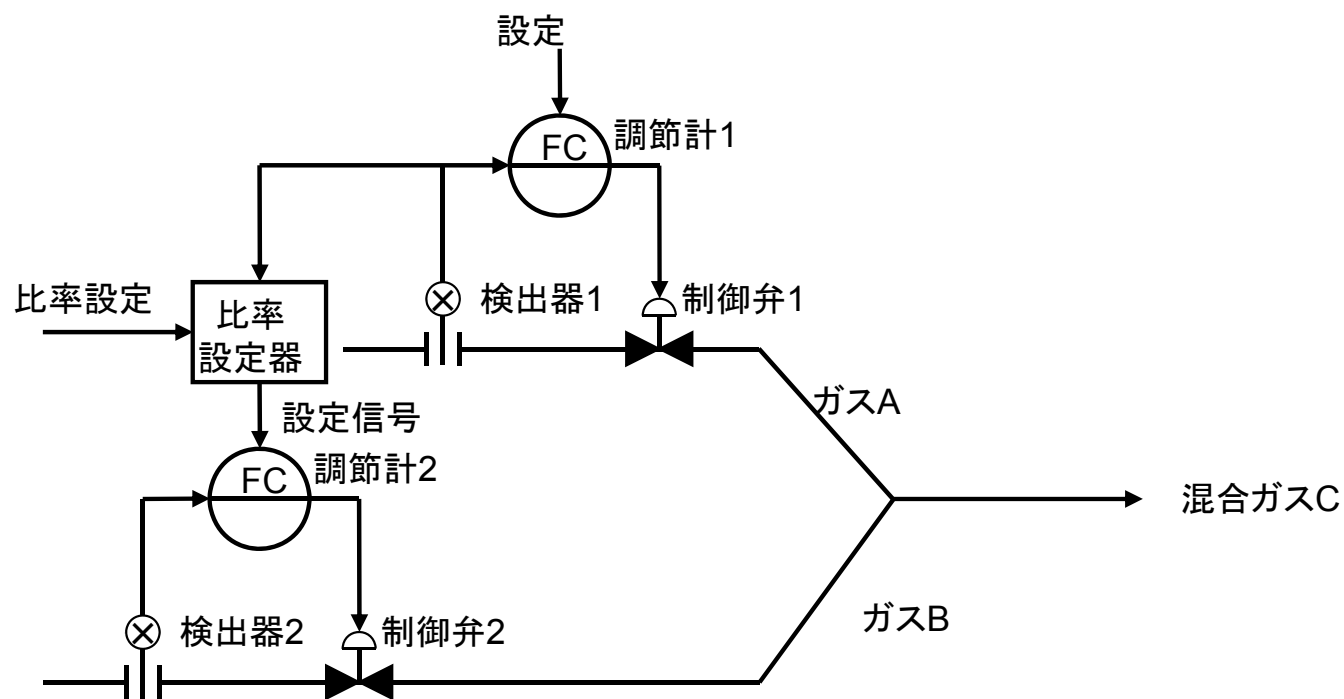 設定
FC
調節計1
比率設定
比率
設定器
検出器1
制御弁1
ガスA
設定信号
FC
調節計2
混合ガスC
ガスB
検出器2
制御弁2